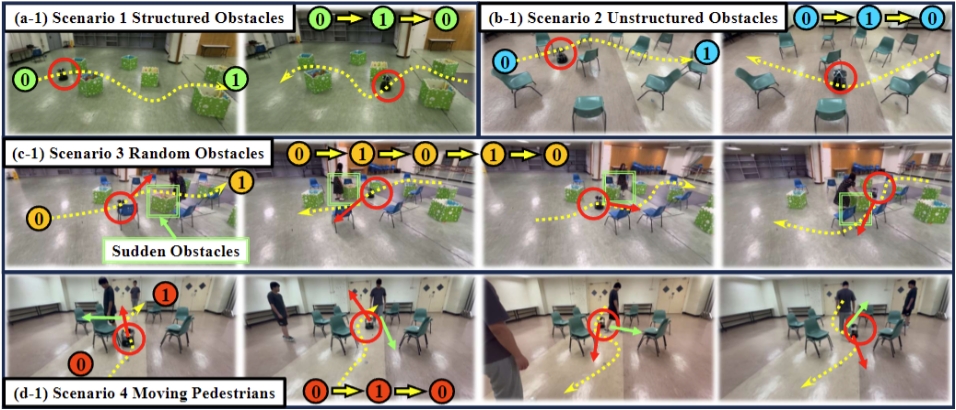 (a-1) Scenario 1 Structured Obstacles
0 1 0
0
1
(b-1) Scenario 2 Unstructured Obstacles
0 1 0
0
1
(c-1) Scenario 3 Random Obstacles
0 1 0 1 0
0
1
Sudden Obstacles
1
0
(d-1) Scenario 4 Moving Pedestrians
0 1 0